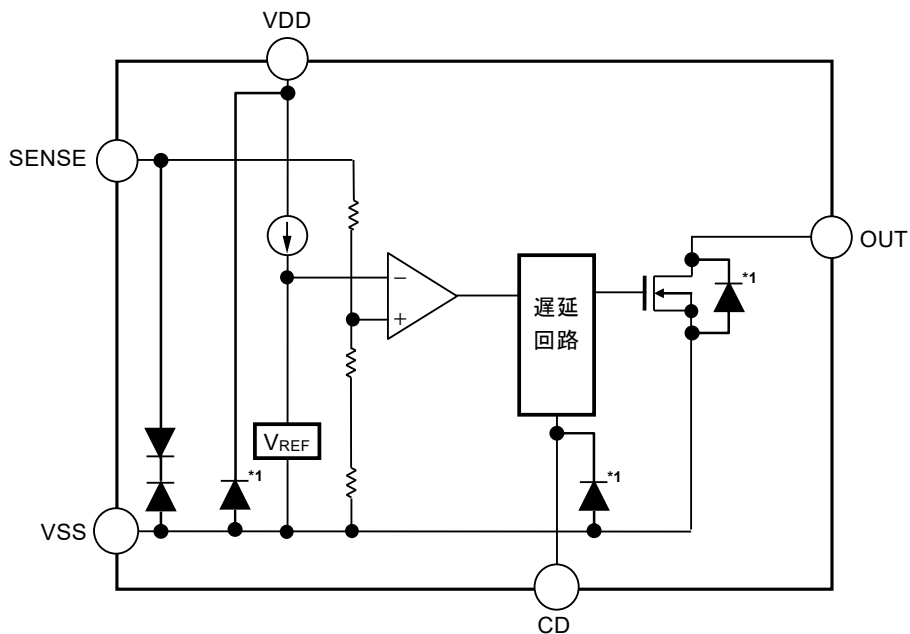 VDD
SENSE
OUT
*1
−
+
遅延
回路
VREF
*1
*1
VSS
CD